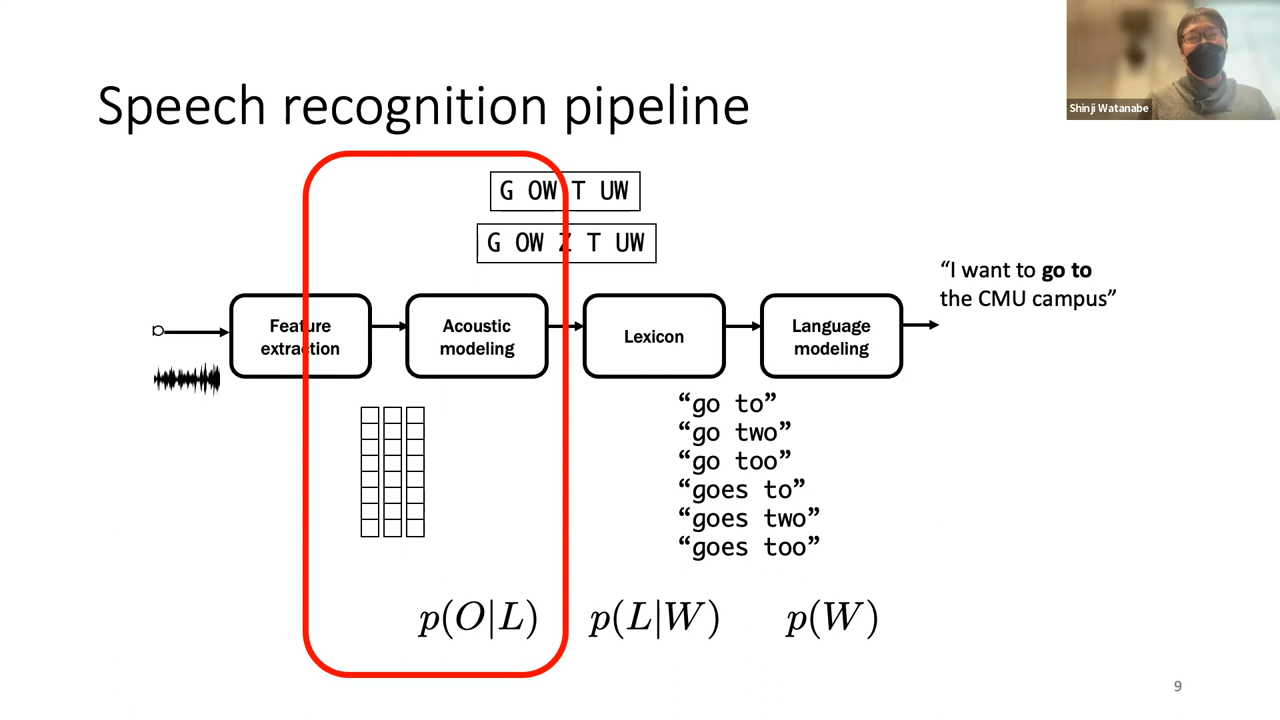 Shinji Watanabe
Speech recognition pipeline
G OW T UW
G OW Z T UW
Feature
extraction
Acoustic
modeling
Lexicon
Language
modeling
“I want to go to
the CMU campus”
“go to”
“go two”
“go too”
“goes to”
“goes two”
“goes too”
p(O|L)
p(L|W)
p(W)
9